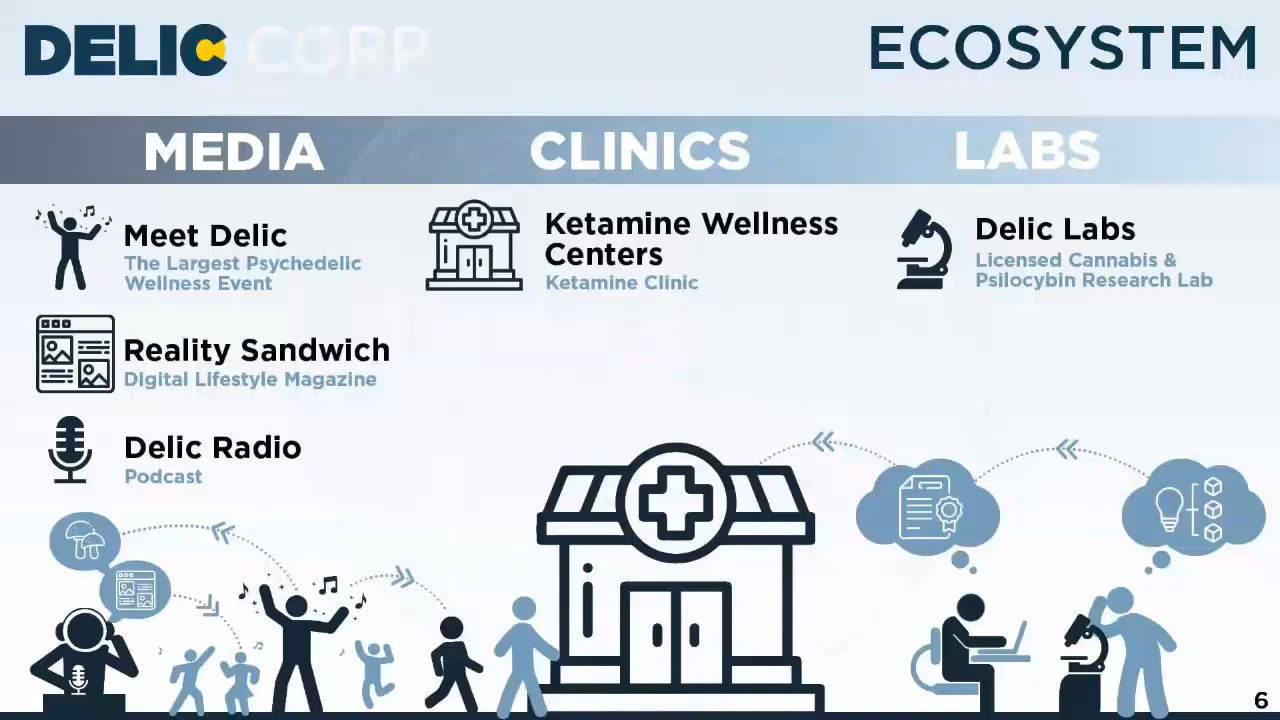 DELIC CORP
ECOSYSTEM
MEDIA
CLINICS
LABS
Meet Delic
The Largest Psychedelic
Wellness Event
Reality Sandwich
Digital Lifestyle Magazine
Delic Radio
Podcast
Ketamine Wellness
Centers
Ketamine Clinic
Delic Labs
Licensed Cannabis &
Psilocybin Research Lab
6